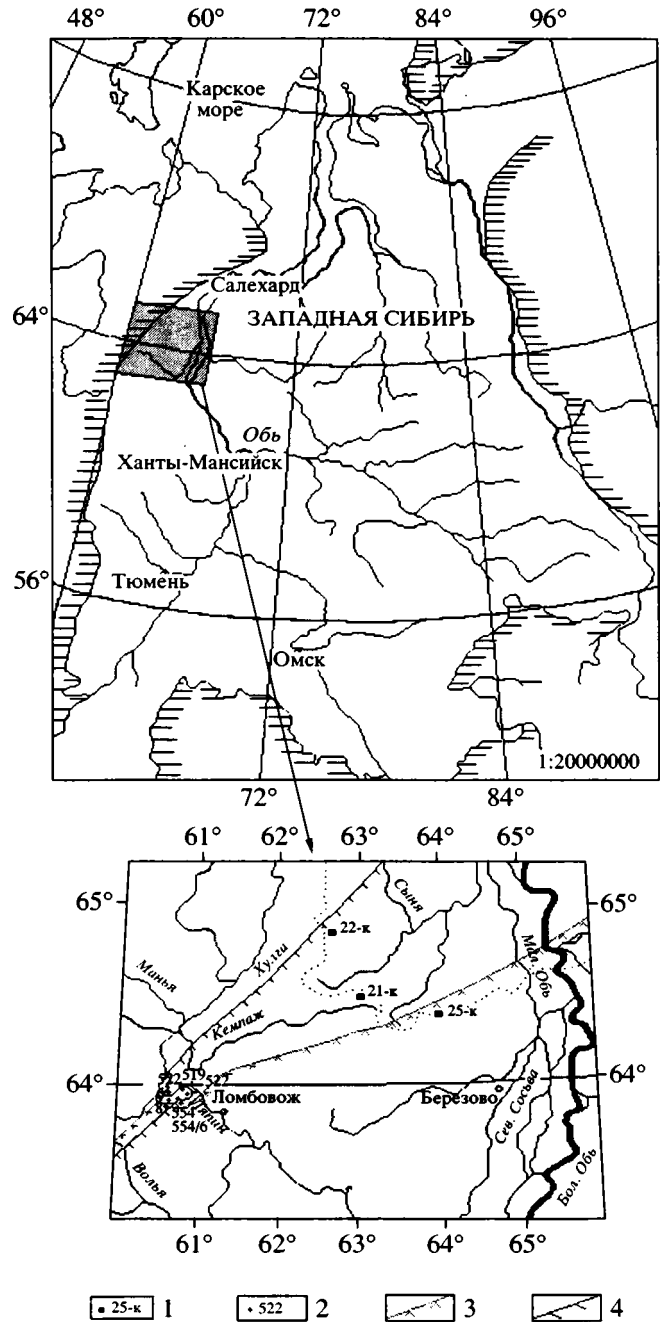 48° 60° 72° 84° 96°
Карское
море
Салехард
64°
ЗАПАДНАЯ СИБИРЬ
Обь
Ханты-Мансийск
56°
Тюмень
Омск
1:20000000
72° 84°
61° 62° 63° 64° 65°
65° 65°
Сыня
22-к
Хулги
Мал. Обь
Манья
21-к
25-к
Кемпаж
519
522
64° 64°
Ломбовож
Берёзово
Сев. Сосьва
554
554/6
Волья
Бол. Обь
61° 62° 63° 64° 65°
25-к 1 522 2 3 4